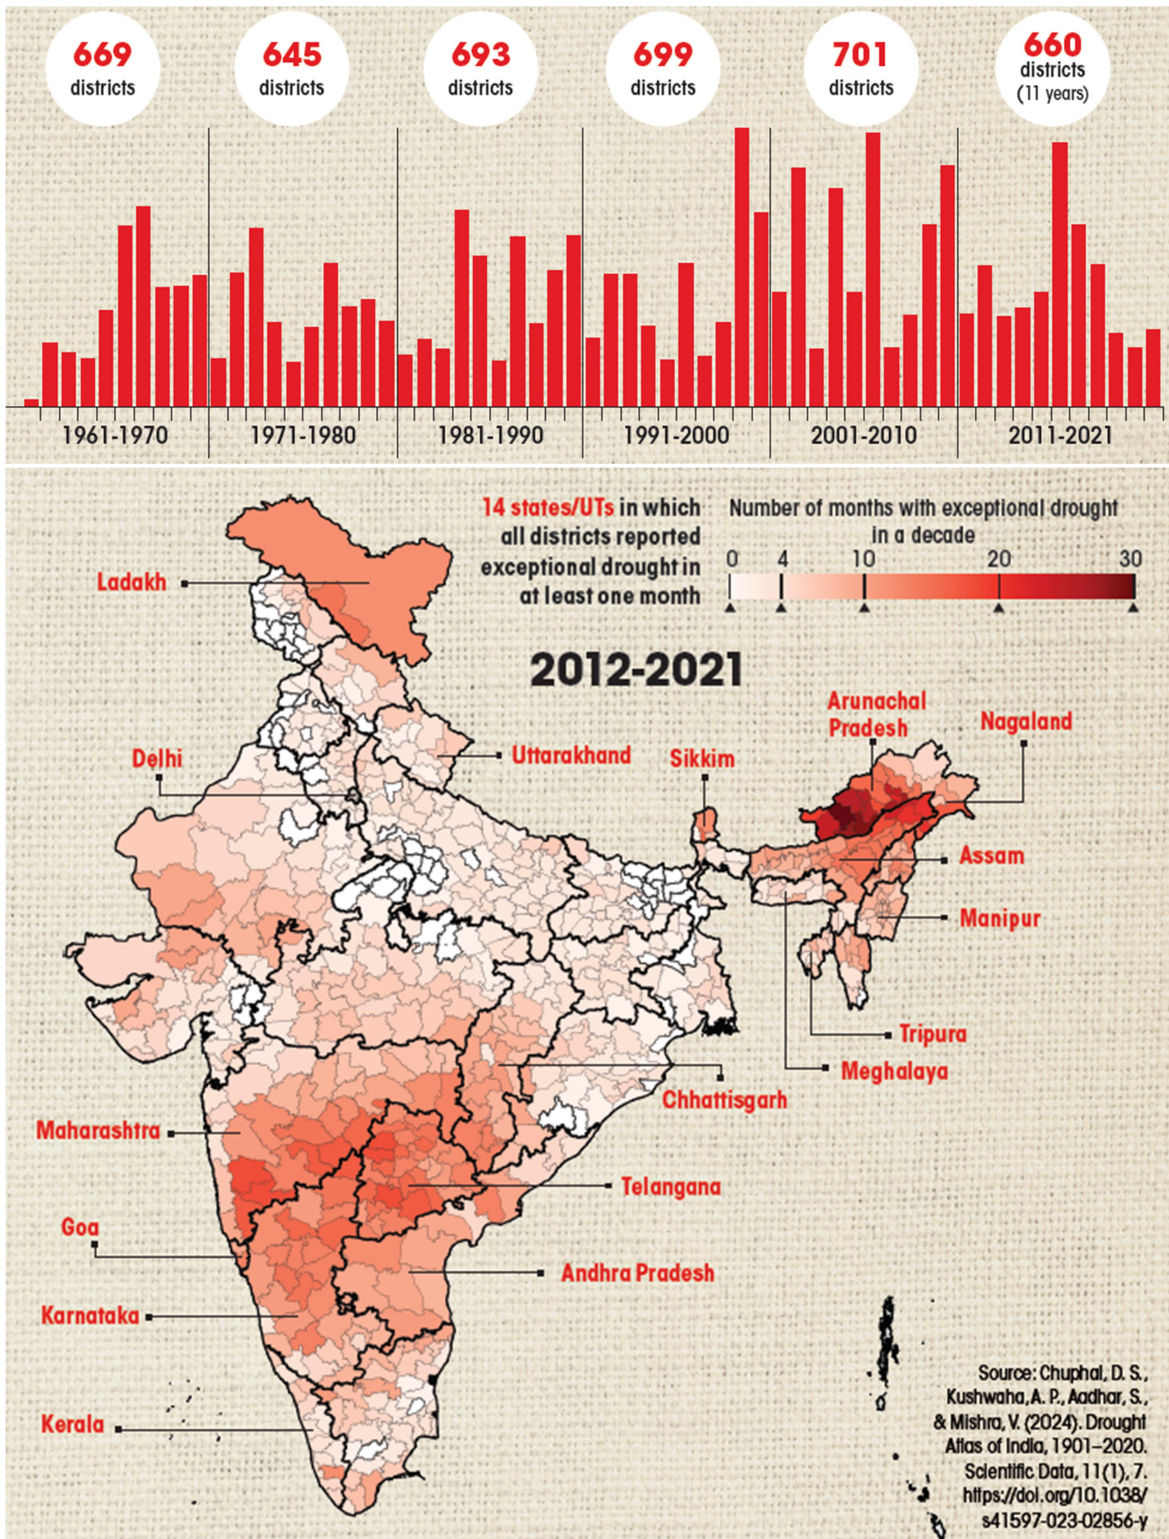 669
districts
645
districts
693
districts
699
districts
701
districts
660
districts
(11 years)
1961-1970
1971-1980
1981-1990
1991-2000
2001-2010
2011-2021
14 states/UTs in which
all districts reported
exceptional drought in
at least one month
Number of months with exceptional drought
in a decade
0 4 10 20 30
2012-2021
Ladakh
Delhi
Uttarakhand
Sikkim
Arunachal
Pradesh
Nagaland
Assam
Manipur
Tripura
Meghalaya
Chhattisgarh
Maharashtra
Telangana
Goa
Andhra Pradesh
Karnataka
Kerala
Source: Chuphal, D. S.,
Kushwaha, A. P., Aadhar, S.,
& Mishra, V. (2024). Drought
Atlas of India, 1901–2020.
Scientific Data, 11(1), 7.
https://doi.org/10.1038/
s41597-023-02856-y